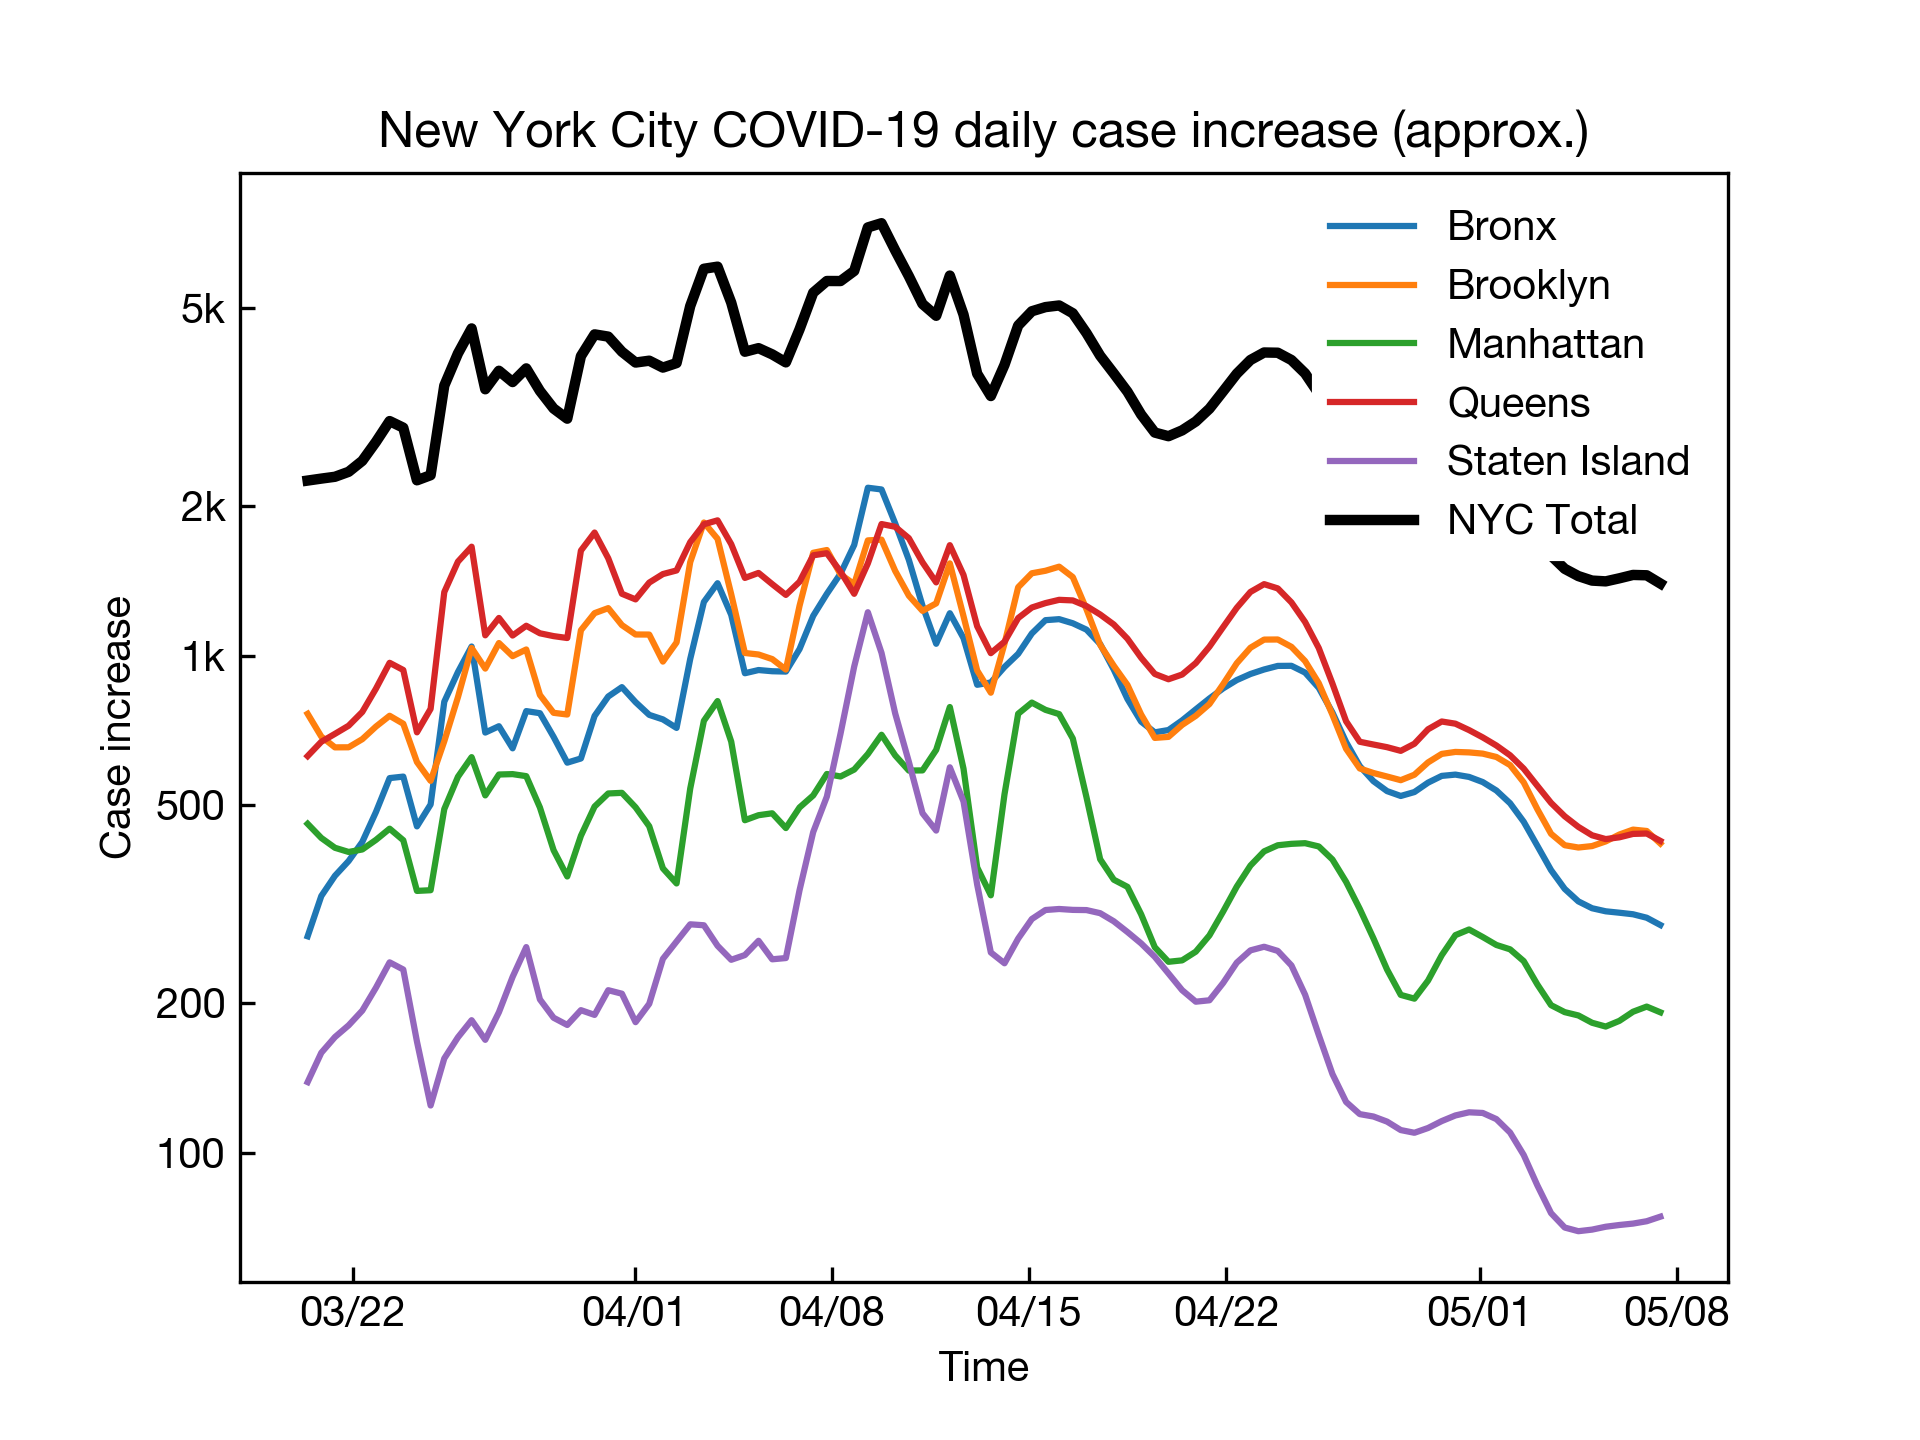 New York City COVID-19 daily case increase (approx.)
Bronx
Brooklyn
Manhattan
Queens
Staten Island
NYC Total
Case increase
5k
2k
1k
500
200
100
03/22
04/01
04/08
04/15
04/22
05/01
05/08
Time